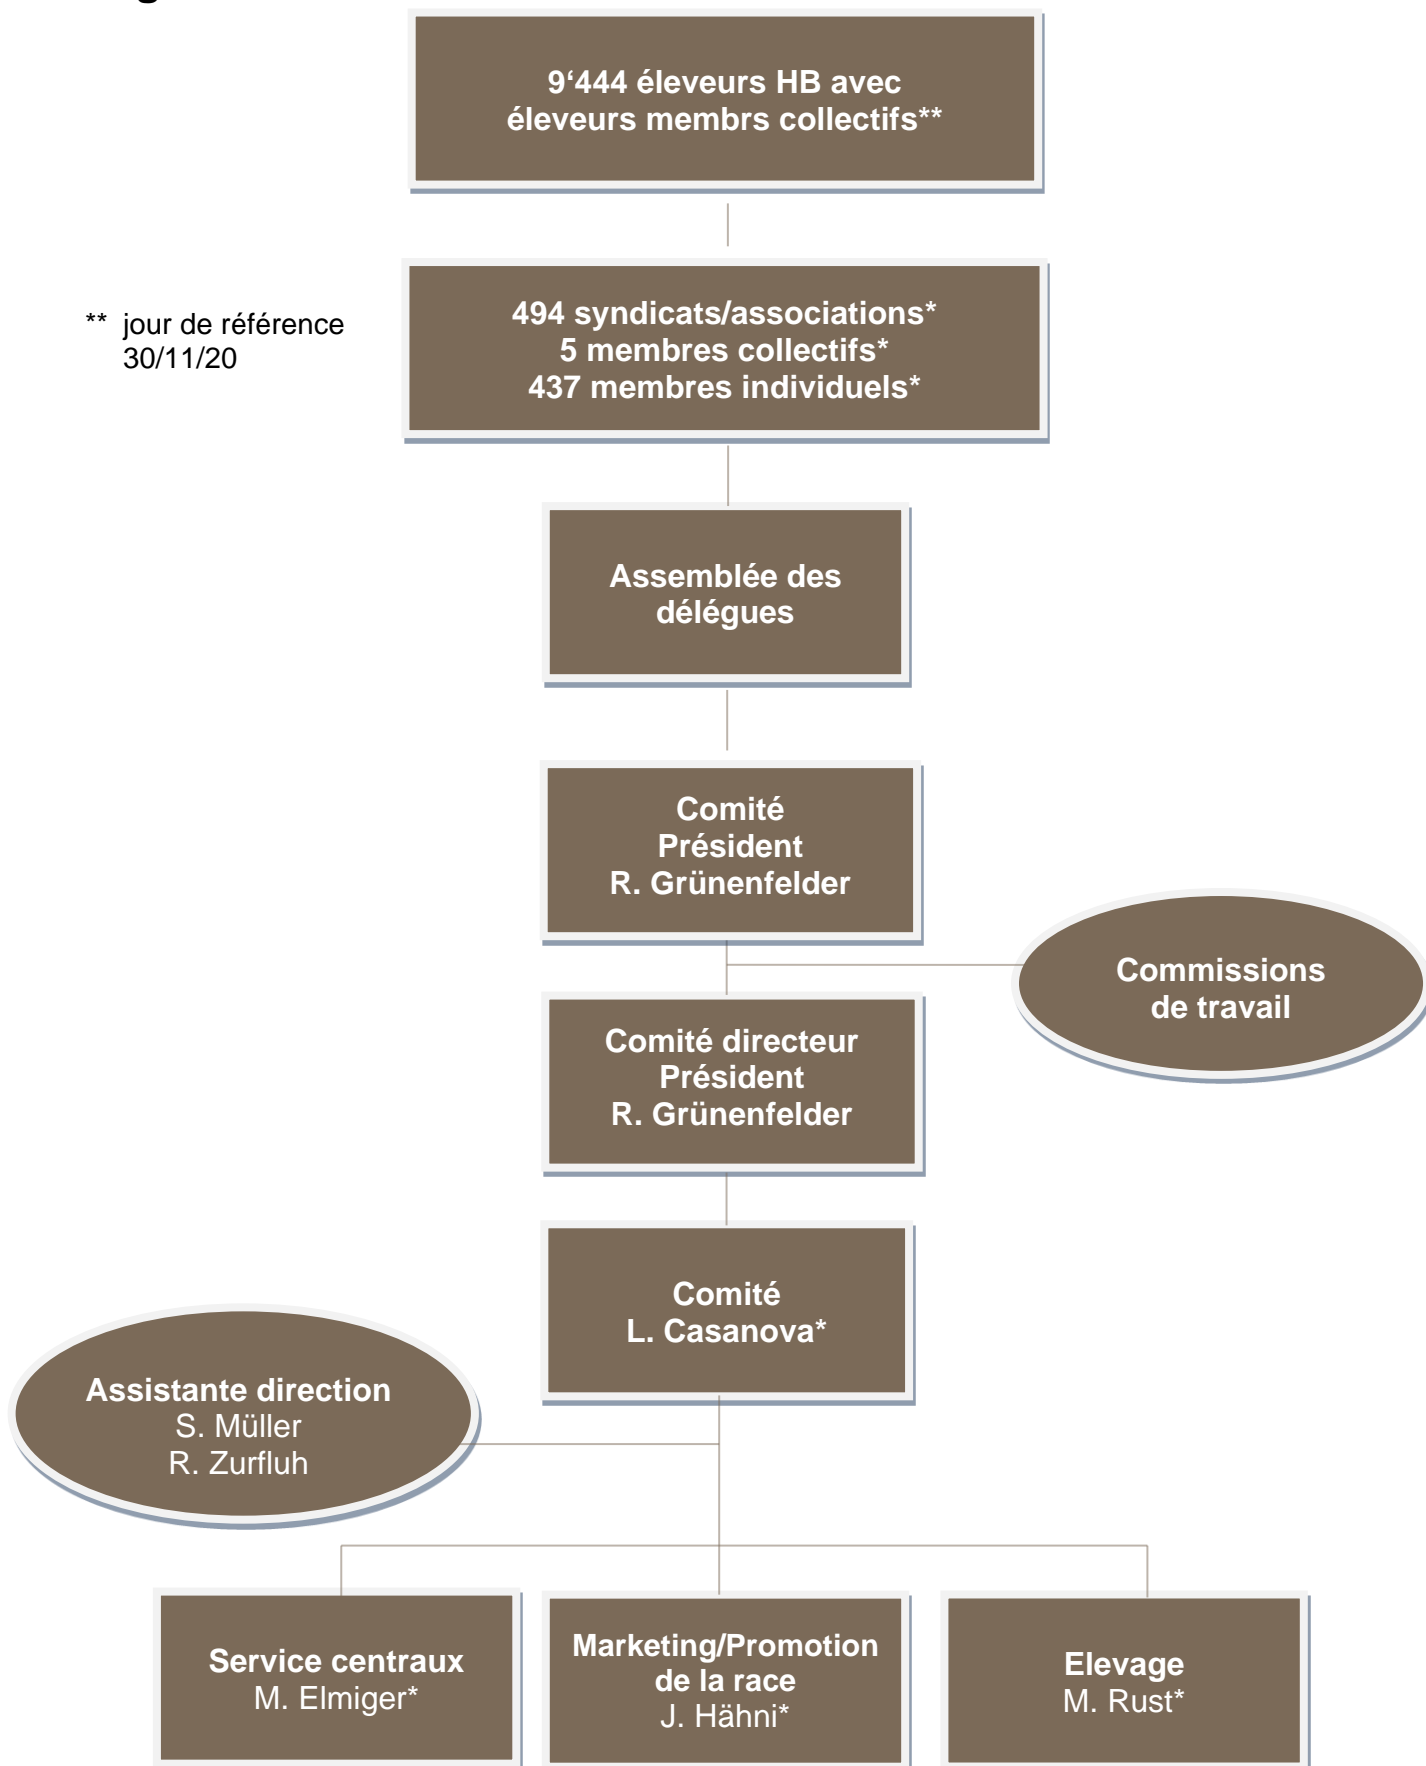 9‘444 éleveurs HB avec
éleveurs membrs collectifs**
** jour de référence
30/11/20
494 syndicats/associations*
5 membres collectifs*
437 membres individuels*
Assemblée des
délégues
Comité
Président
R. Grünenfelder
Commissions
de travail
Comité directeur
Président
R. Grünenfelder
Comité
L. Casanova*
Assistante direction
S. Müller
R. Zurfluh
Service centraux
M. Elmiger*
Marketing/Promotion
de la race
J. Hähni*
Elevage
M. Rust*